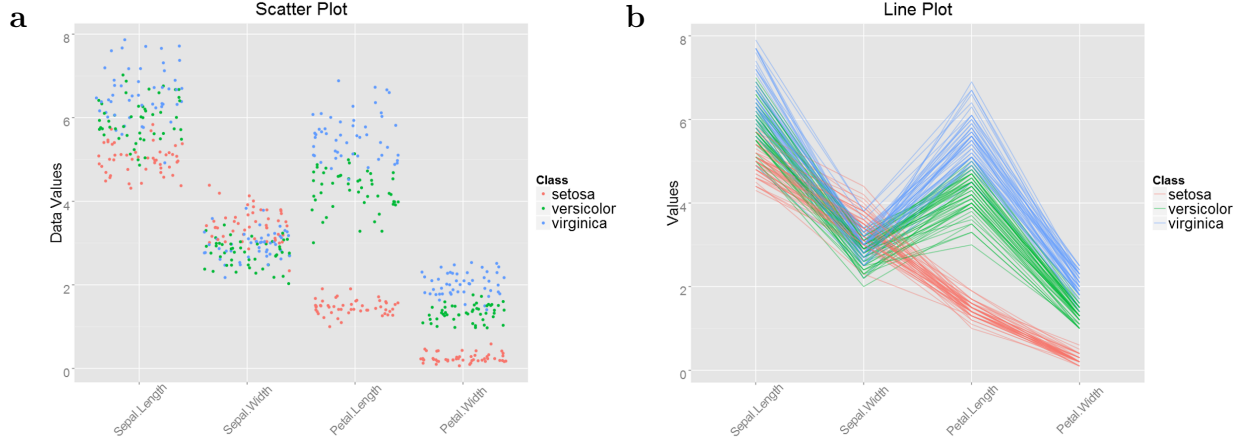 a
Scatter Plot
Data Values
8
6
4
2
0
Sepal.Length
Sepal.Width
Petal.Length
Petal.Width
Class
setosa
versicolor
virginica
b
Line Plot
Values
8
6
4
2
0
Sepal.Length
Sepal.Width
Petal.Length
Petal.Width
Class
setosa
versicolor
virginica